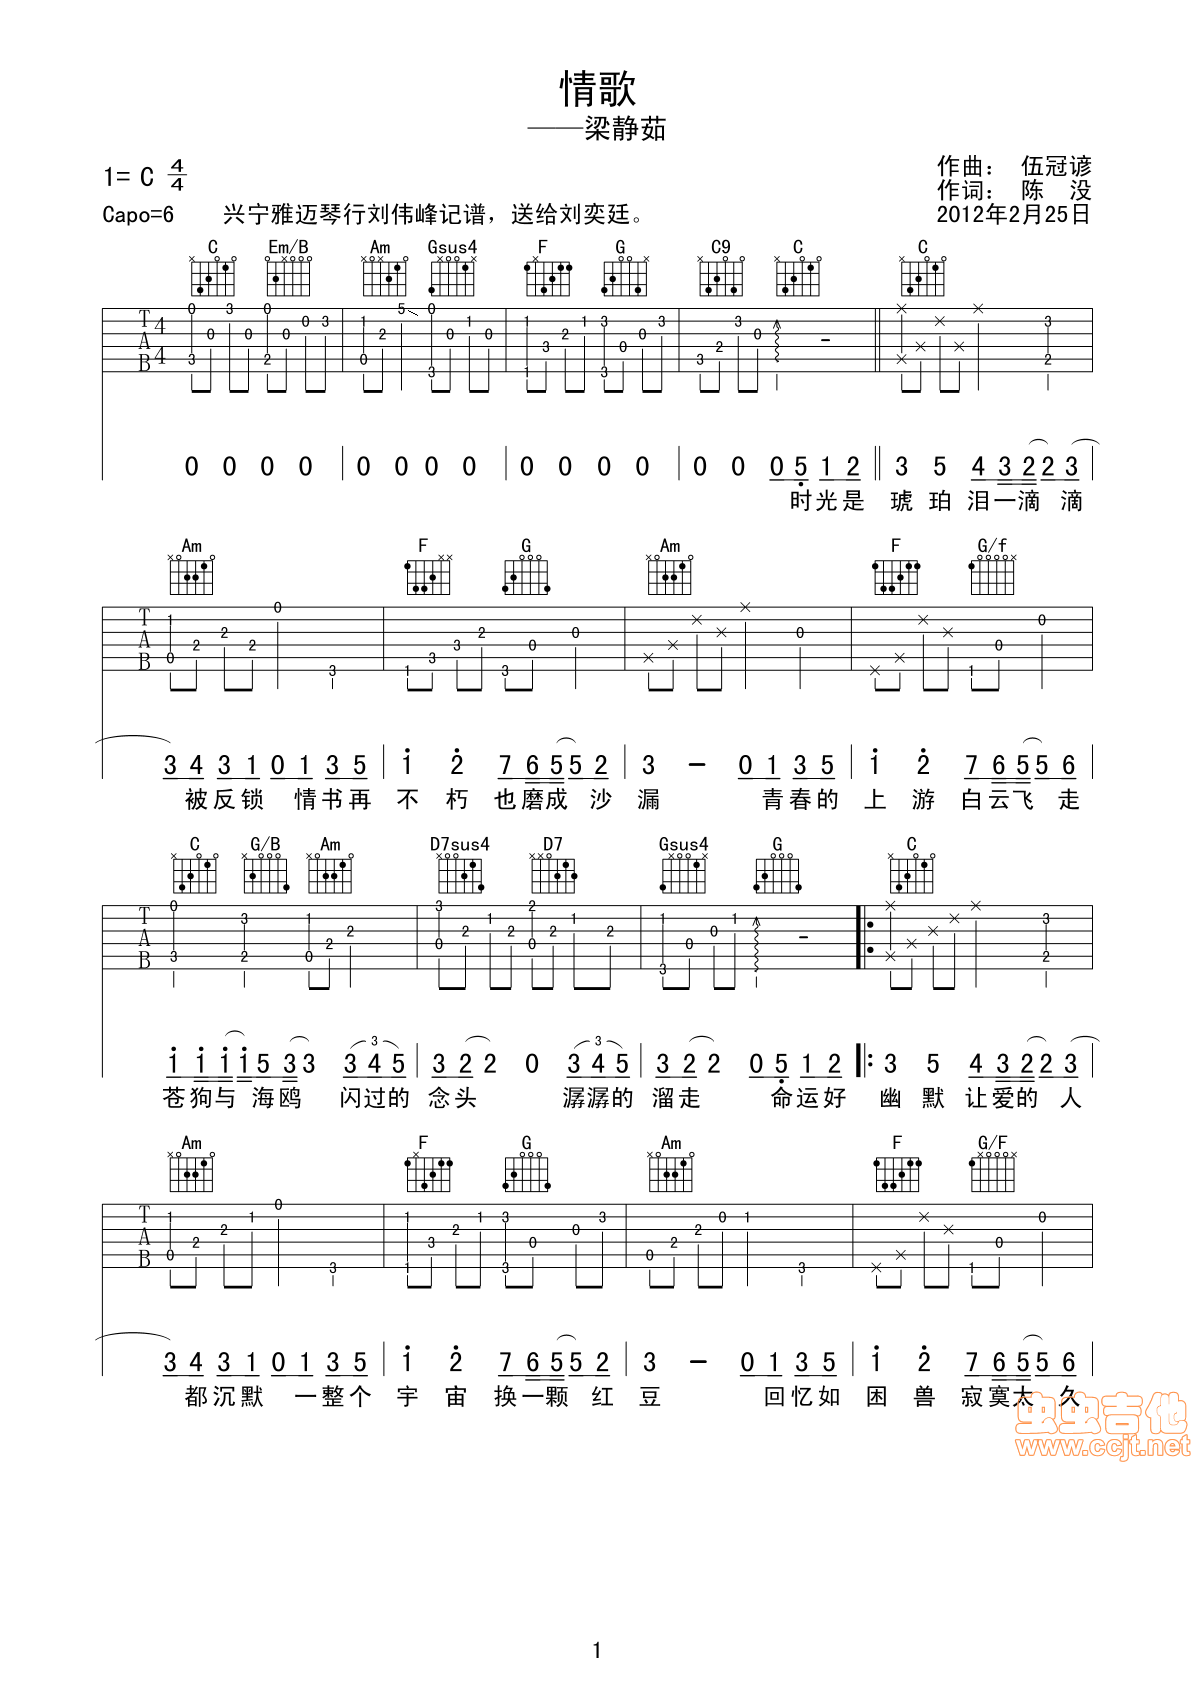 情歌
——梁静茹
1= C 4/4
作曲： 伍冠谚
作词： 陈 没
Capo=6 兴宁雅迈琴行刘伟峰记谱，送给刘奕廷。 2012年2月25日
C Em/B Am Gsus4 F G C9 C C
0 0 0 0 | 0 0 0 0 | 0 0 0 0 | 0 0 0 5 1 2 || 3 5 4 3 2 2 3 |
时光是 琥 珀 泪一滴 滴
Am F G Am F G/f
3 4 3 1 0 1 3 5 | 1 2 7 6 5 5 2 | 3 - 0 1 3 5 | 1 2 7 6 5 5 6 |
被反锁 情书再 不 朽 也磨成 沙 漏 青春的 上 游 白云飞 走
C G/B Am D7sus4 D7 Gsus4 G C
1 1 1 1 5 3 3 3 4 5 | 3 2 2 0 3 4 5 | 3 2 2 0 5 1 2 |: 3 5 4 3 2 2 3 |
苍狗与 海鸥 闪过的 念头 潺潺的 溜走 命运好 幽 默 让爱的 人
Am F G Am F G/F
3 4 3 1 0 1 3 5 | 1 2 7 6 5 5 2 | 3 - 0 1 3 5 | 1 2 7 6 5 5 6 |
都沉默 一整个 宇 宙 换一颗 红 豆 回忆如 困 兽 寂寞太 久
虫虫吉他
www.ccjt.net
1